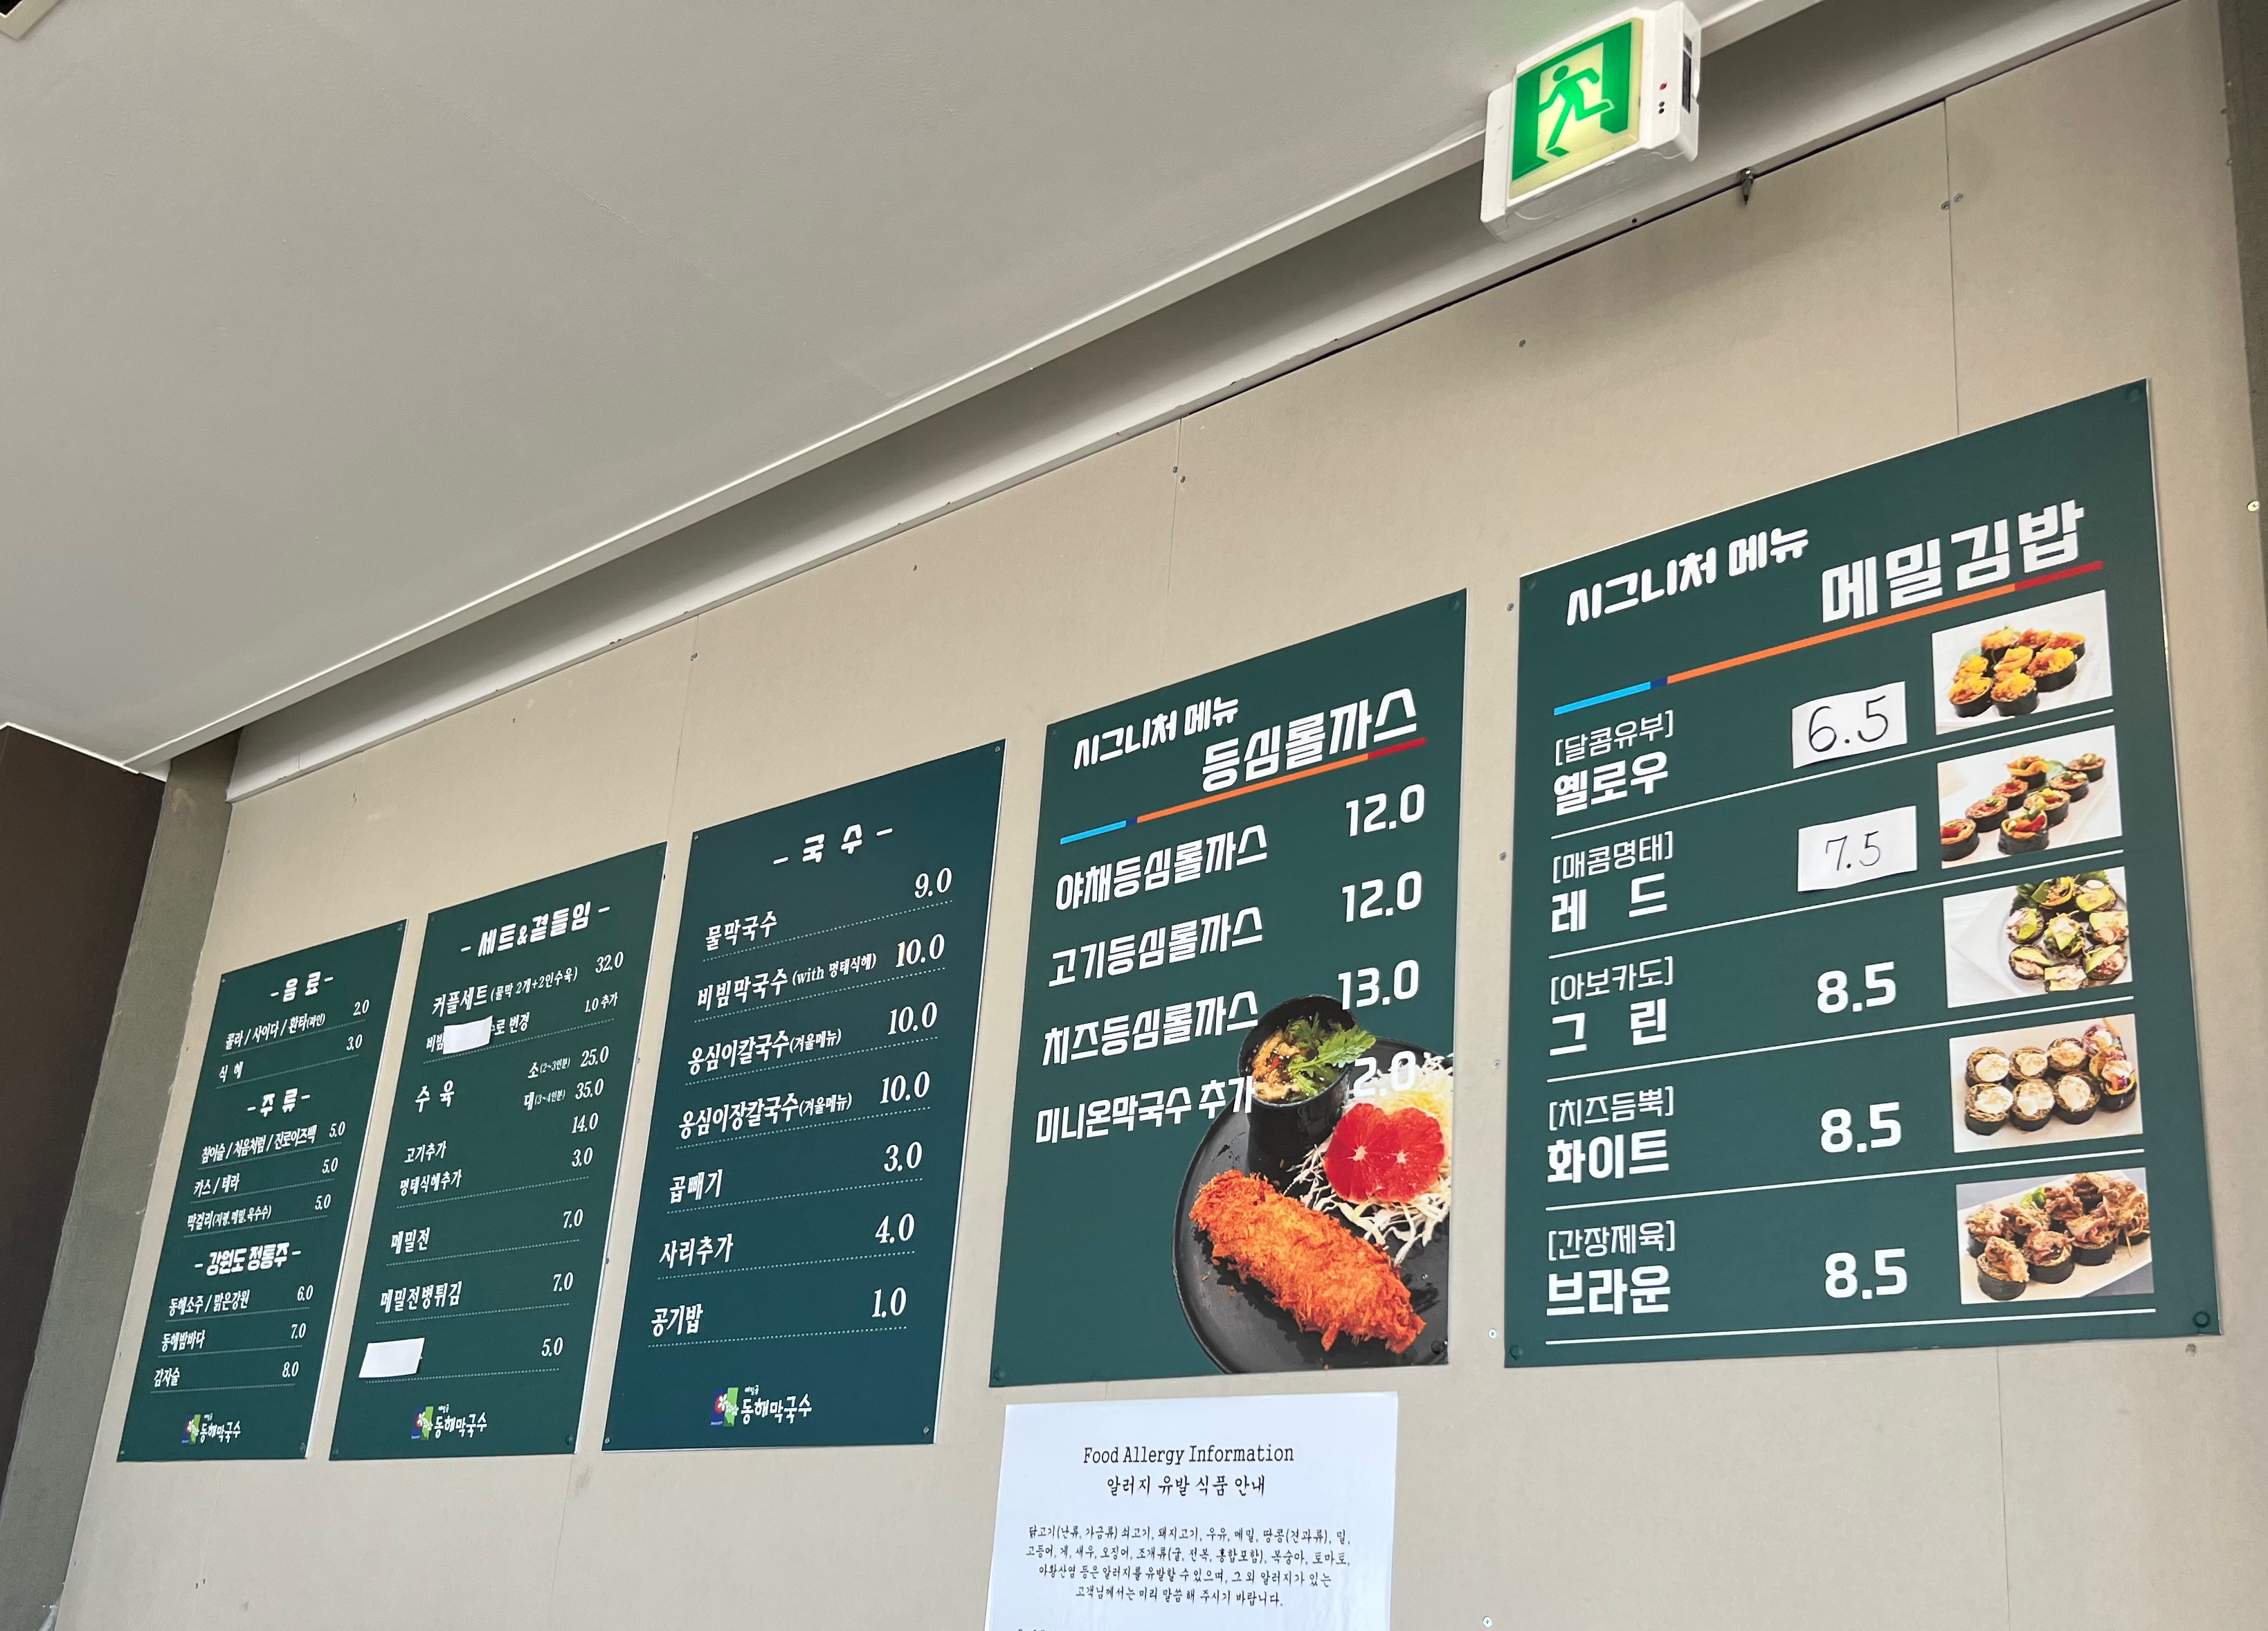 - 음 료 -
콜라 / 사이다 / 환타(파인) 2.0
식 혜 3.0
- 주 류 -
참이슬 / 처음처럼 / 진로이즈백 5.0
카스 / 테라 5.0
막걸리(지평, 메밀, 옥수수) 5.0
- 강원도 정통주 -
동해소주 / 맑은강원 6.0
동해밤바다 7.0
감자술 8.0
동해막국수
- 세트&곁들임 -
커플세트 (물막 2개+2인수육) 32.0
비빔 로 변경 1.0 추가
수 육 소(2~3인분) 25.0
대(3~4인분) 35.0
고기추가 14.0
명태식혜추가 3.0
메밀전 7.0
메밀전병튀김 7.0
5.0
동해막국수
- 국 수 -
물막국수 9.0
비빔막국수 (with 명태식혜) 10.0
옹심이칼국수(겨울메뉴) 10.0
옹심이장칼국수(겨울메뉴) 10.0
곱빼기 3.0
사리추가 4.0
공기밥 1.0
동해막국수
시그니처 메뉴
등심롤까스
야채등심롤까스 12.0
고기등심롤까스 12.0
치즈등심롤까스 13.0
미니온막국수 추가 2.0
시그니처 메뉴
메밀김밥
[달콤유부]
옐로우 6.5
[매콤명태]
레 드 7.5
[아보카도]
그 린 8.5
[치즈듬뿍]
화이트 8.5
[간장제육]
브라운 8.5
Food Allergy Information
알러지 유발 식품 안내
닭고기(난류, 가금류) 쇠고기, 돼지고기, 우유, 메밀, 땅콩(견과류), 밀,
고등어, 게, 새우, 오징어, 조개류(굴, 전복, 홍합포함), 복숭아, 토마토,
아황산염 등은 알러지를 유발할 수 있으며, 그 외 알러지가 있는
고객님께서는 미리 말씀해 주시기 바랍니다.